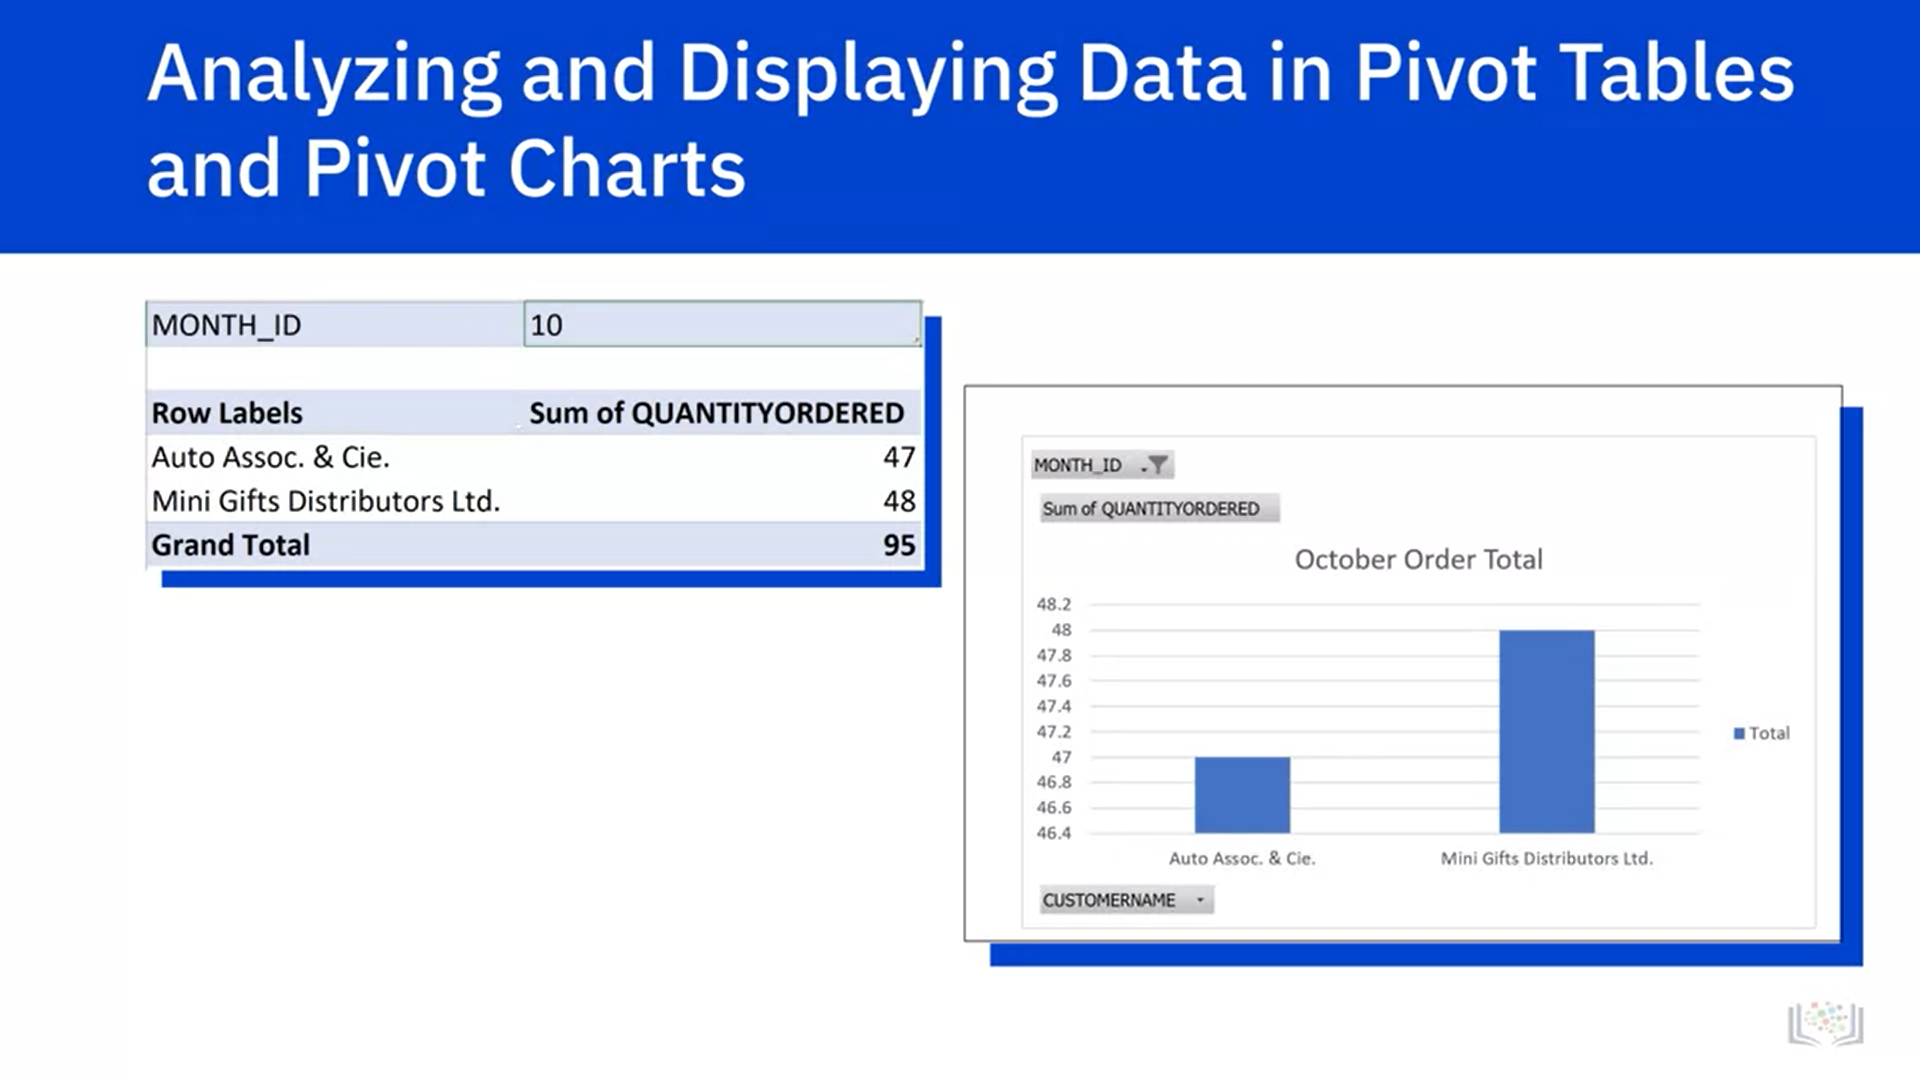 Analyzing and Displaying Data in Pivot Tables
and Pivot Charts
MONTH_ID 10
Row Labels Sum of QUANTITYORDERED
Auto Assoc. & Cie. 47
Mini Gifts Distributors Ltd. 48
Grand Total 95
MONTH_ID
Sum of QUANTITYORDERED
October Order Total
48.2
48
47.8
47.6
47.4
47.2
47
46.8
46.6
46.4
Total
Auto Assoc. & Cie. Mini Gifts Distributors Ltd.
CUSTOMERNAME